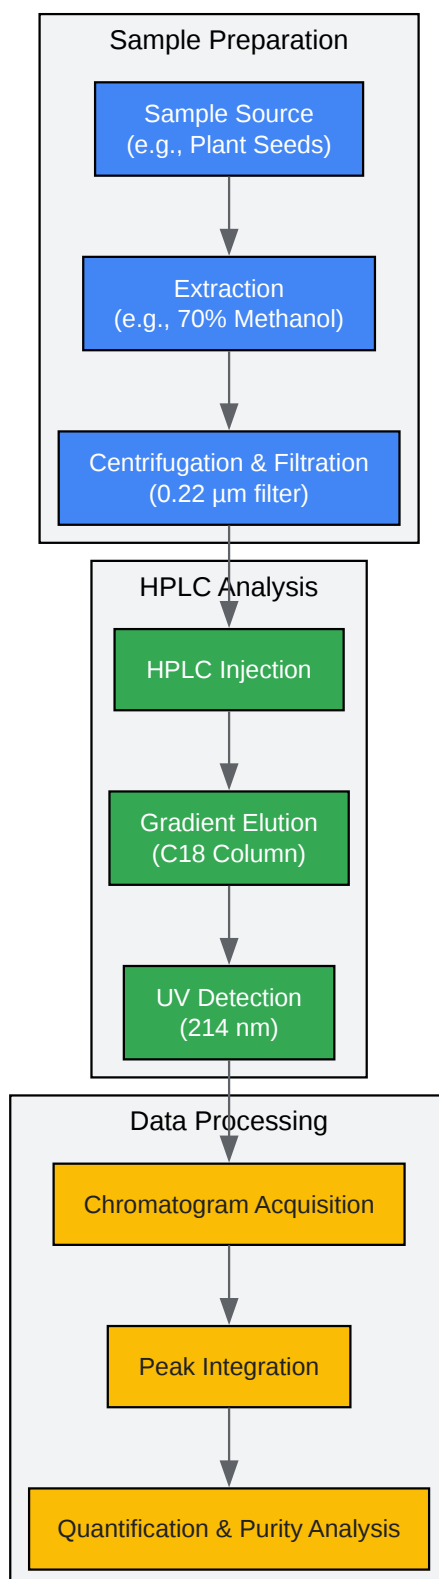 Sample Preparation
Sample Source
(e.g., Plant Seeds)
Extraction
(e.g., 70% Methanol)
Centrifugation & Filtration
(0.22 µm filter)
HPLC Analysis
HPLC Injection
Gradient Elution
(C18 Column)
UV Detection
(214 nm)
Data Processing
Chromatogram Acquisition
Peak Integration
Quantification & Purity Analysis